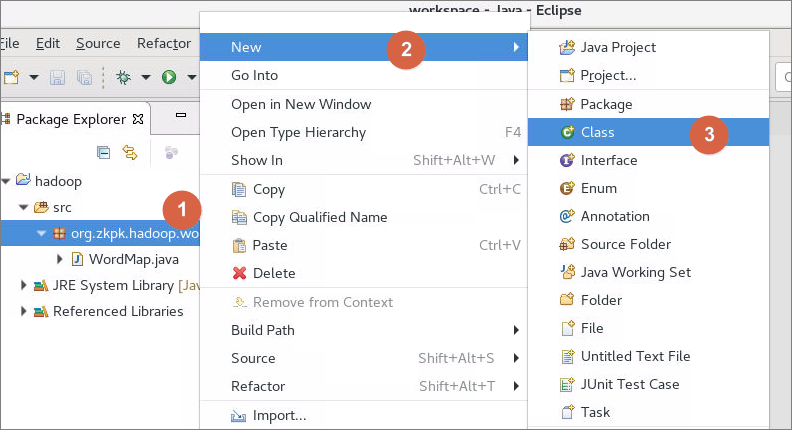 workspace - Java - Eclipse
File Edit Source Refactor
Package Explorer
hadoop
src
1
org.zkpk.hadoop.wo
WordMap.java
JRE System Library [Jav
Referenced Libraries
New
2
Go Into
Open in New Window
Open Type Hierarchy F4
Show In Shift+Alt+W
Copy Ctrl+C
Copy Qualified Name
Paste Ctrl+V
Delete
Remove from Context
Build Path
Source Shift+Alt+S
Refactor Shift+Alt+T
Import...
Java Project
Project...
Package
Class
3
Interface
Enum
Annotation
Source Folder
Java Working Set
Folder
File
Untitled Text File
JUnit Test Case
Task